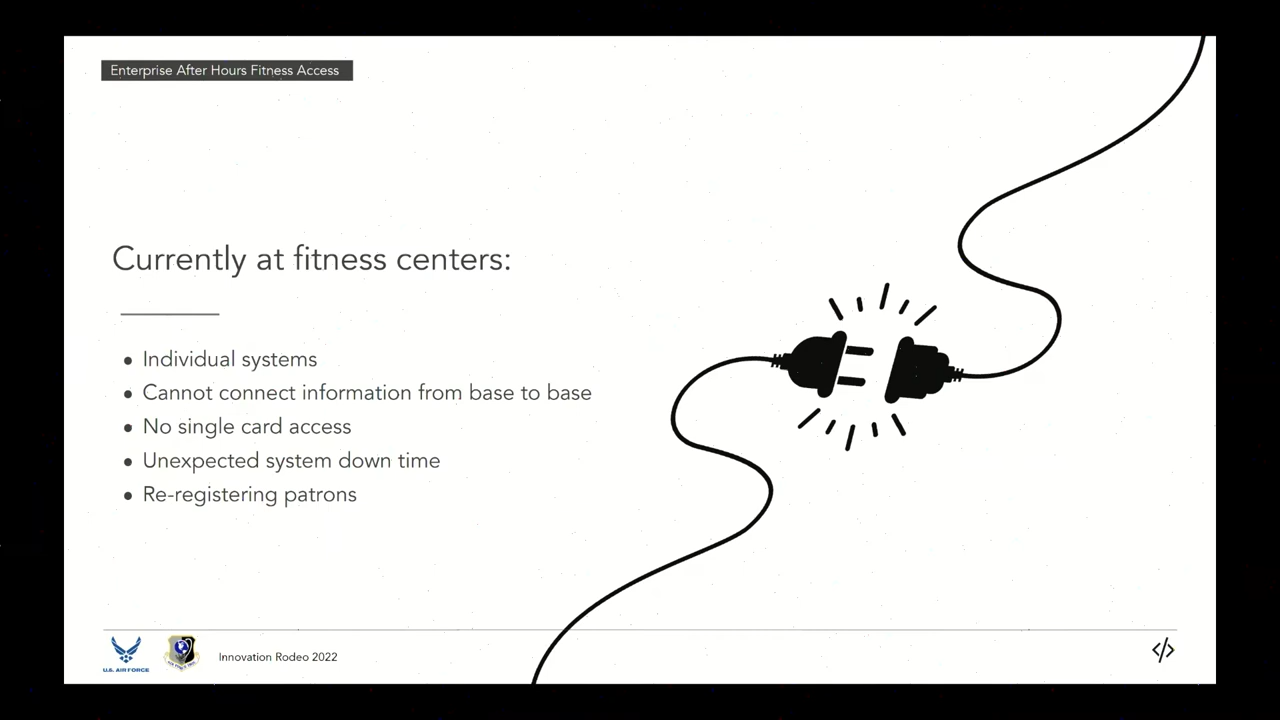 Enterprise After Hours Fitness Access
Currently at fitness centers:
Individual systems
Cannot connect information from base to base
No single card access
Unexpected system down time
Re-registering patrons
U.S. AIR FORCE
Innovation Rodeo 2022
</>